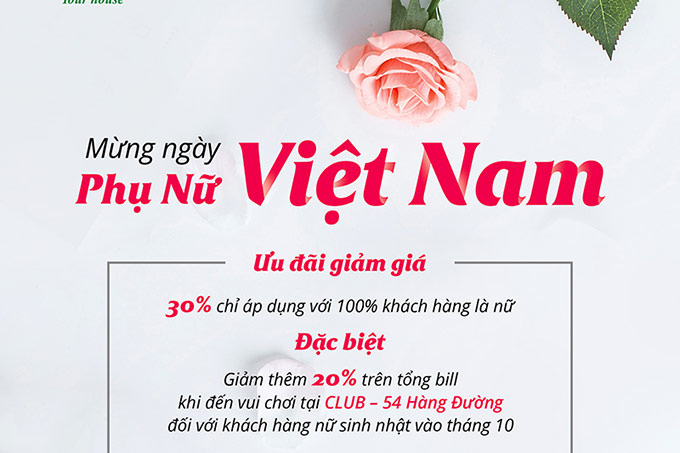 Your house
Mừng ngày
Phụ Nữ Việt Nam
Ưu đãi giảm giá
30% chỉ áp dụng với 100% khách hàng là nữ
Đặc biệt
Giảm thêm 20% trên tổng bill
khi đến vui chơi tại CLUB – 54 Hàng Đường
đối với khách hàng nữ sinh nhật vào tháng 10